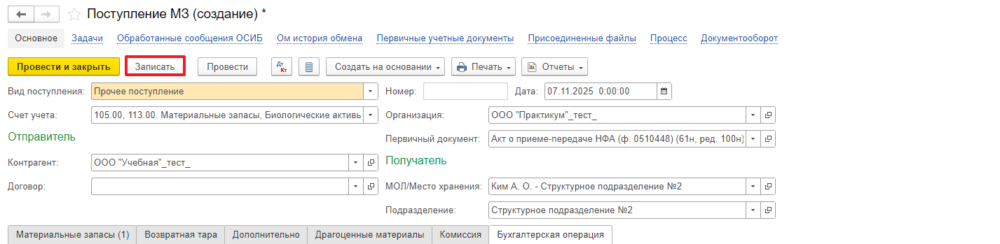 Поступление МЗ (создание) *
Основное Задачи Обработанные сообщения ОСИБ Ом история обмена Первичные учетные документы Присоединенные файлы Процесс Документооборот
Провести и закрыть Записать Провести Дт Кт Создать на основании Печать Отчеты
Вид поступления: Прочее поступление Номер: Дата: 07.11.2025 0:00:00
Счет учета: 105.00, 113.00. Материальные запасы, Биологические активы Организация: ООО "Практикум"_тест_
Отправитель Первичный документ: Акт о приеме-передаче НФА (ф. 0510448) (61н, ред. 100н)
Контрагент: ООО "Учебная"_тест_ Получатель
Договор: МОЛ/Место хранения: Ким А. О. - Структурное подразделение №2
Подразделение: Структурное подразделение №2
Материальные запасы (1) Возвратная тара Дополнительно Драгоценные материалы Комиссия Бухгалтерская операция